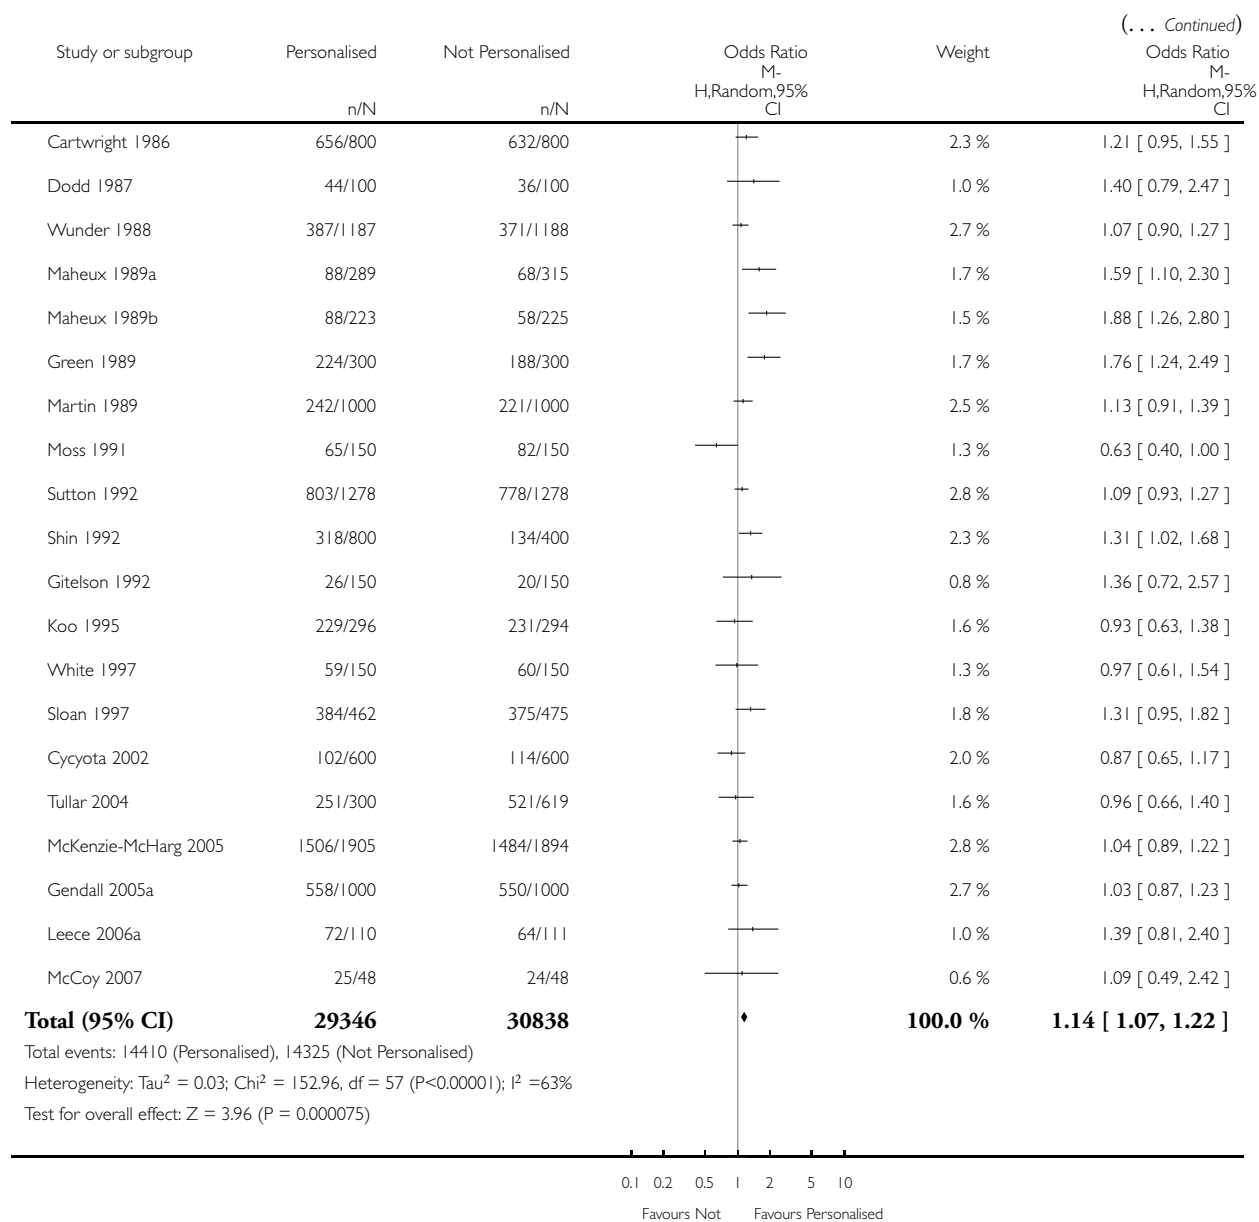 (... Continued)
Study or subgroup Personalised Not Personalised Odds Ratio Weight Odds Ratio
M- M-
H,Random,95% H,Random,95%
n/N n/N CI CI
Cartwright 1986 656/800 632/800 2.3 % 1.21 [ 0.95, 1.55 ]
Dodd 1987 44/100 36/100 1.0 % 1.40 [ 0.79, 2.47 ]
Wunder 1988 387/1187 371/1188 2.7 % 1.07 [ 0.90, 1.27 ]
Maheux 1989a 88/289 68/315 1.7 % 1.59 [ 1.10, 2.30 ]
Maheux 1989b 88/223 58/225 1.5 % 1.88 [ 1.26, 2.80 ]
Green 1989 224/300 188/300 1.7 % 1.76 [ 1.24, 2.49 ]
Martin 1989 242/1000 221/1000 2.5 % 1.13 [ 0.91, 1.39 ]
Moss 1991 65/150 82/150 1.3 % 0.63 [ 0.40, 1.00 ]
Sutton 1992 803/1278 778/1278 2.8 % 1.09 [ 0.93, 1.27 ]
Shin 1992 318/800 134/400 2.3 % 1.31 [ 1.02, 1.68 ]
Gitelson 1992 26/150 20/150 0.8 % 1.36 [ 0.72, 2.57 ]
Koo 1995 229/296 231/294 1.6 % 0.93 [ 0.63, 1.38 ]
White 1997 59/150 60/150 1.3 % 0.97 [ 0.61, 1.54 ]
Sloan 1997 384/462 375/475 1.8 % 1.31 [ 0.95, 1.82 ]
Cycyota 2002 102/600 114/600 2.0 % 0.87 [ 0.65, 1.17 ]
Tullar 2004 251/300 521/619 1.6 % 0.96 [ 0.66, 1.40 ]
McKenzie-McHarg 2005 1506/1905 1484/1894 2.8 % 1.04 [ 0.89, 1.22 ]
Gendall 2005a 558/1000 550/1000 2.7 % 1.03 [ 0.87, 1.23 ]
Leece 2006a 72/110 64/111 1.0 % 1.39 [ 0.81, 2.40 ]
McCoy 2007 25/48 24/48 0.6 % 1.09 [ 0.49, 2.42 ]
Total (95% CI) 29346 30838 100.0 % 1.14 [ 1.07, 1.22 ]
Total events: 14410 (Personalised), 14325 (Not Personalised)
Heterogeneity: Tau² = 0.03; Chi² = 152.96, df = 57 (P<0.00001); I² =63%
Test for overall effect: Z = 3.96 (P = 0.000075)
0.1 0.2 0.5 1 2 5 10
Favours Not Favours Personalised